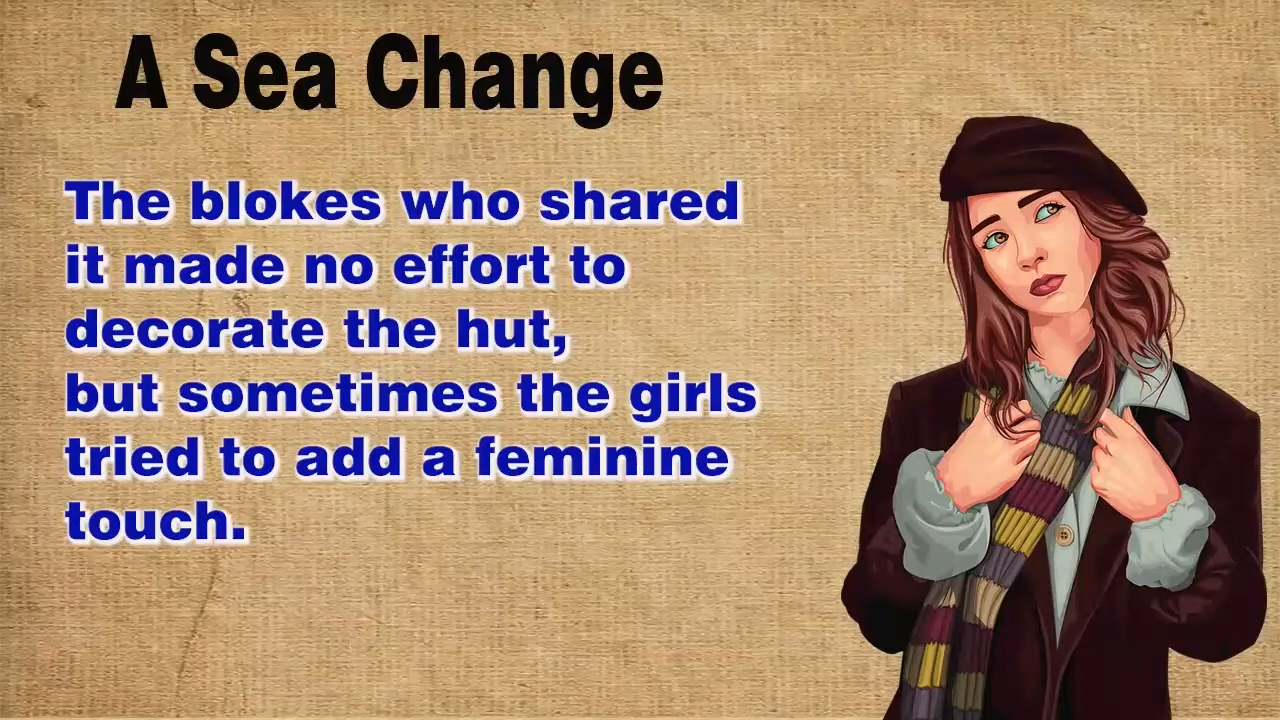 A Sea Change
The blokes who shared
it made no effort to
decorate the hut,
but sometimes the girls
tried to add a feminine
touch.